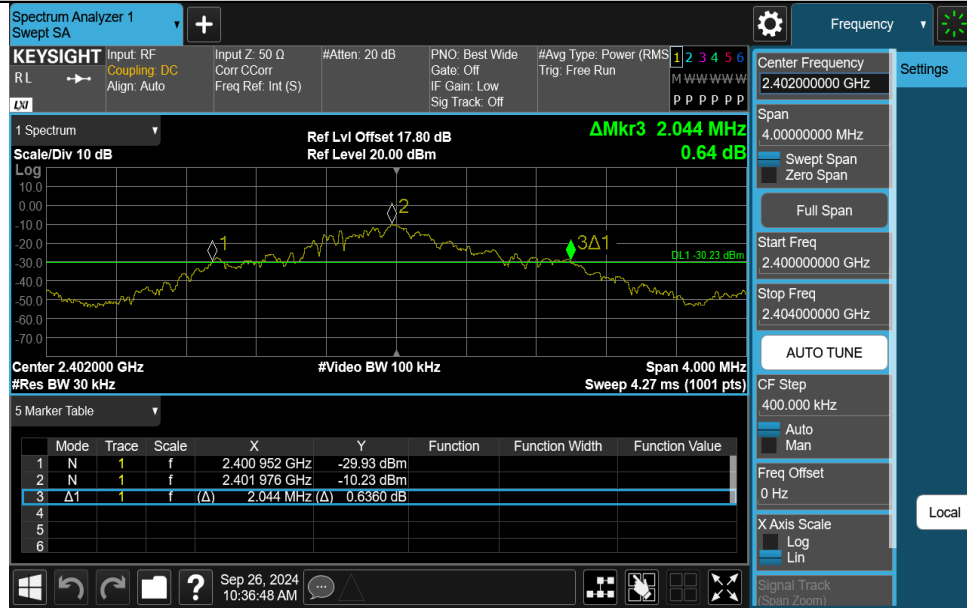 Spectrum Analyzer 1
Swept SA
+
Frequency
KEYSIGHT
R L
LXI
Input: RF
Coupling: DC
Align: Auto
Input Z: 50 Ω
Corr CCorr
Freq Ref: Int (S)
#Atten: 20 dB
PNO: Best Wide
Gate: Off
IF Gain: Low
Sig Track: Off
#Avg Type: Power (RMS
Trig: Free Run
1 2 3 4 5 6
M W W W W W
P P P P P P
Center Frequency
2.402000000 GHz
Settings
Span
4.00000000 MHz
Swept Span
Zero Span
Full Span
Start Freq
2.400000000 GHz
Stop Freq
2.404000000 GHz
AUTO TUNE
CF Step
400.000 kHz
Auto
Man
Freq Offset
0 Hz
X Axis Scale
Log
Lin
Signal Track
(Span Zoom)
Local
1 Spectrum
Scale/Div 10 dB
Ref Lvl Offset 17.80 dB
Ref Level 20.00 dBm
ΔMkr3 2.044 MHz
0.64 dB
Log
10.0
0.00
-10.0
-20.0
-30.0
-40.0
-50.0
-60.0
-70.0
1
2
3Δ1
DL1 -30.23 dBm
Center 2.402000 GHz
#Video BW 100 kHz
Span 4.000 MHz
#Res BW 30 kHz
Sweep 4.27 ms (1001 pts)
5 Marker Table
Mode Trace Scale X Y Function Function Width Function Value
1 N 1 f 2.400 952 GHz -29.93 dBm
2 N 1 f 2.401 976 GHz -10.23 dBm
3 Δ1 1 f (Δ) 2.044 MHz (Δ) 0.6360 dB
4
5
6
?
Sep 26, 2024
10:36:48 AM